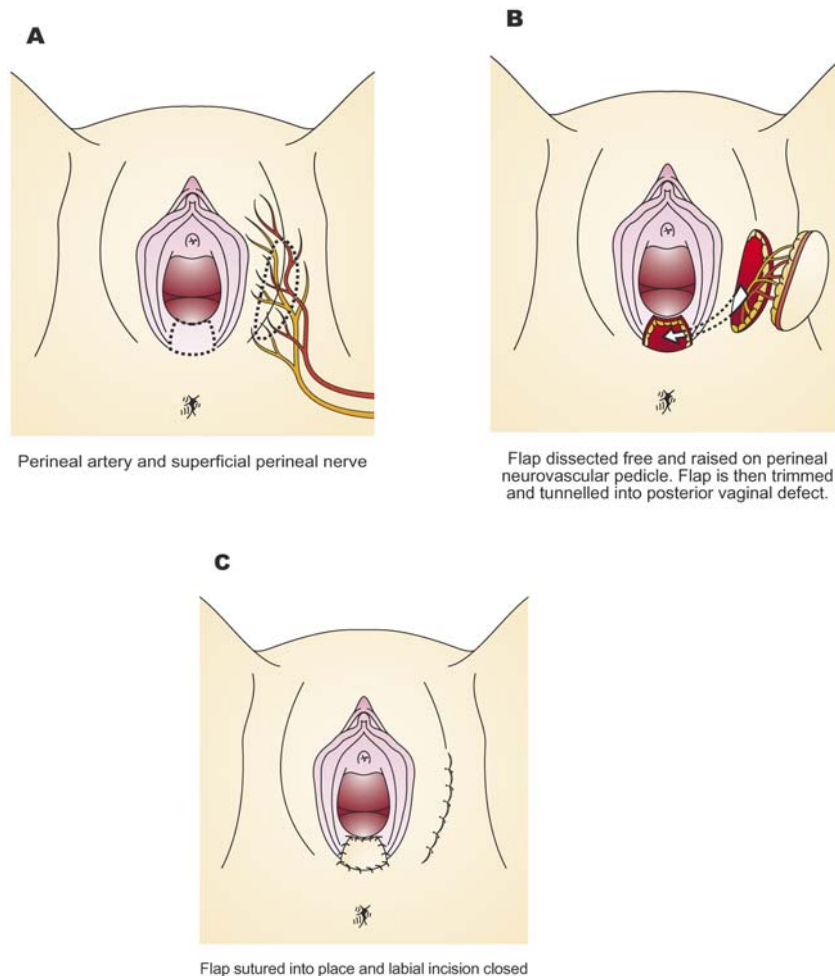 A
B
Perineal artery and superficial perineal nerve
Flap dissected free and raised on perineal
neurovascular pedicle. Flap is then trimmed
and tunnelled into posterior vaginal defect.
C
Flap sutured into place and labial incision closed